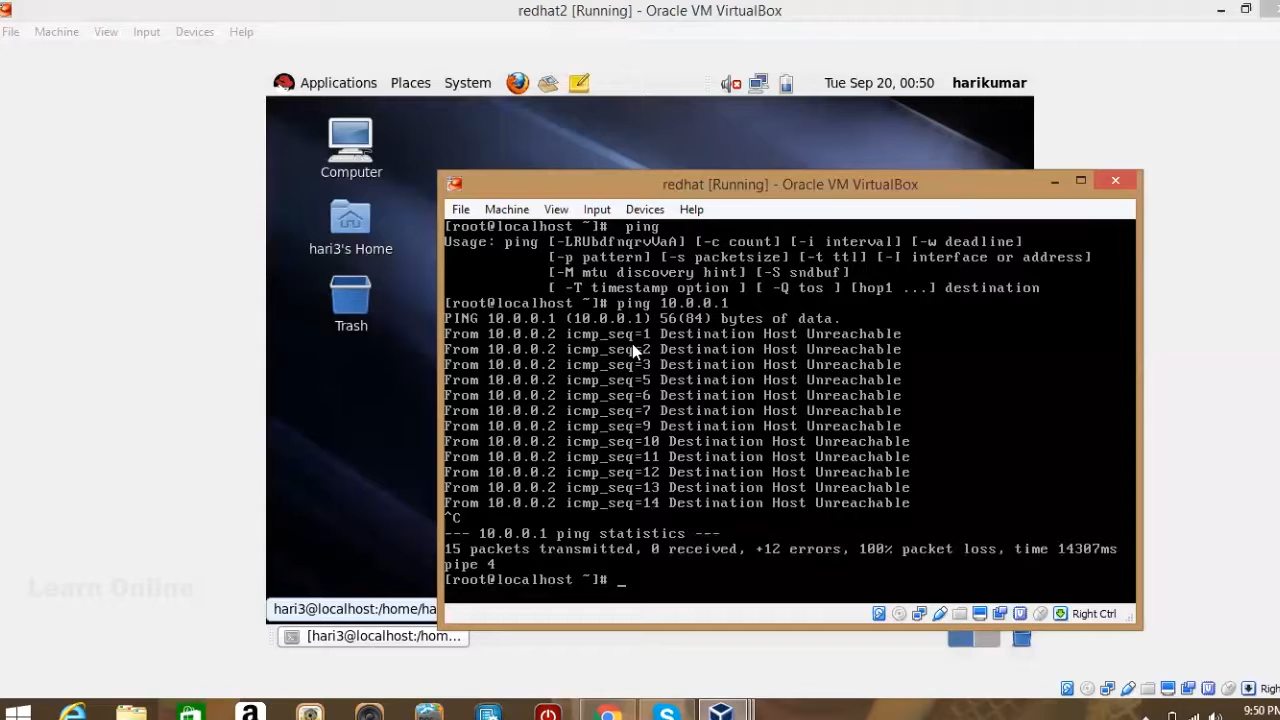 redhat2 [Running] - Oracle VM VirtualBox
File Machine View Input Devices Help
Applications Places System Tue Sep 20, 00:50 harikumar
Computer
hari3's Home
Trash
redhat [Running] - Oracle VM VirtualBox
File Machine View Input Devices Help
[root@localhost ~]#  ping
Usage: ping [-LRUbdfnqrvVaA] [-c count] [-i interval] [-w deadline]
[-p pattern] [-s packetsize] [-t ttl] [-I interface or address]
[-M mtu discovery hint] [-S sndbuf]
[ -T timestamp option ] [ -Q tos ] [hop1 ...] destination
[root@localhost ~]# ping 10.0.0.1
PING 10.0.0.1 (10.0.0.1) 56(84) bytes of data.
From 10.0.0.2 icmp_seq=1 Destination Host Unreachable
From 10.0.0.2 icmp_seq=2 Destination Host Unreachable
From 10.0.0.2 icmp_seq=3 Destination Host Unreachable
From 10.0.0.2 icmp_seq=5 Destination Host Unreachable
From 10.0.0.2 icmp_seq=6 Destination Host Unreachable
From 10.0.0.2 icmp_seq=7 Destination Host Unreachable
From 10.0.0.2 icmp_seq=9 Destination Host Unreachable
From 10.0.0.2 icmp_seq=10 Destination Host Unreachable
From 10.0.0.2 icmp_seq=11 Destination Host Unreachable
From 10.0.0.2 icmp_seq=12 Destination Host Unreachable
From 10.0.0.2 icmp_seq=13 Destination Host Unreachable
From 10.0.0.2 icmp_seq=14 Destination Host Unreachable
^C
--- 10.0.0.1 ping statistics ---
15 packets transmitted, 0 received, +12 errors, 100% packet loss, time 14307ms
pipe 4
[root@localhost ~]# _
Right Ctrl
Learn Online
hari3@localhost:/home/ha
[hari3@localhost:/hom...
Righ
9:50 PM